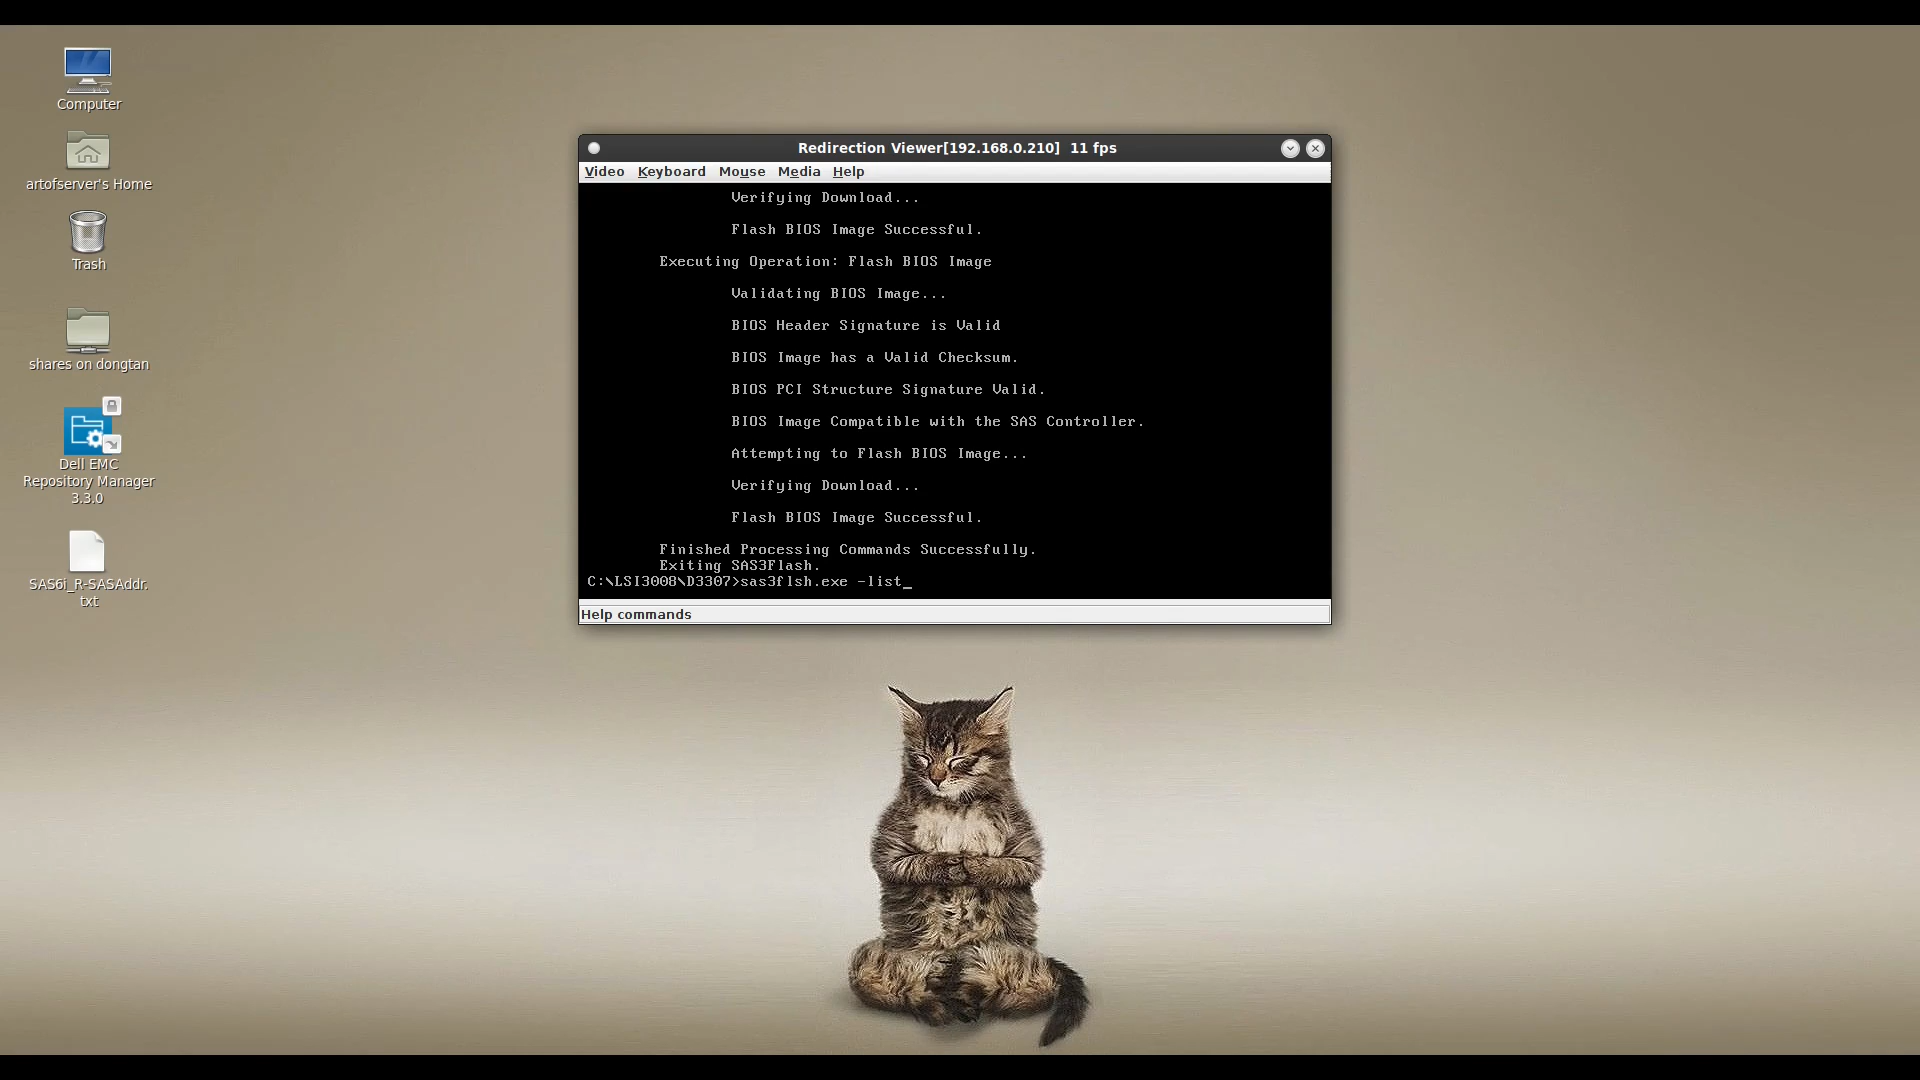 Computer
artofserver's Home
Trash
shares on dongtan
Dell EMC
Repository Manager
3.3.0
SAS6i_R-SASAddr.
txt
Redirection Viewer[192.168.0.210]  11 fps
Video Keyboard Mouse Media Help
Verifying Download...
Flash BIOS Image Successful.
Executing Operation: Flash BIOS Image
Validating BIOS Image...
BIOS Header Signature is Valid
BIOS Image has a Valid Checksum.
BIOS PCI Structure Signature Valid.
BIOS Image Compatible with the SAS Controller.
Attempting to Flash BIOS Image...
Verifying Download...
Flash BIOS Image Successful.
Finished Processing Commands Successfully.
Exiting SAS3Flash.
C:\LSI3008\D3307>sas3flsh.exe -list_
Help commands